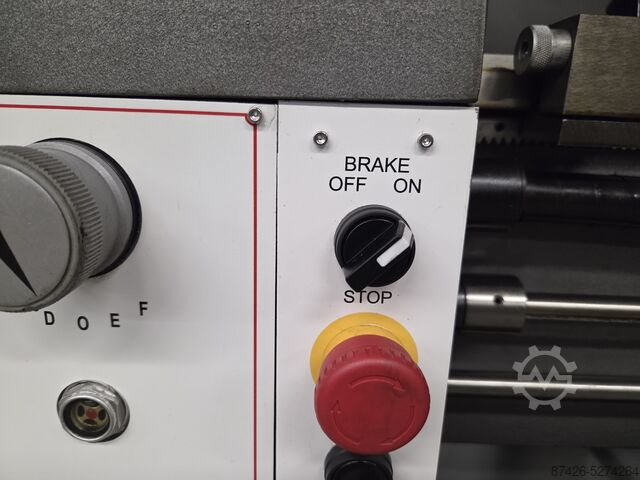 BRAKE
OFF ON
STOP
D O E F
87426-5274264